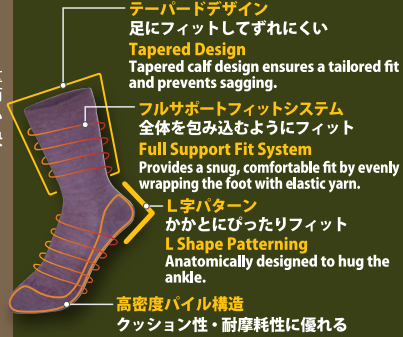 テーパードデザイン
足にフィットしてずれにくい
Tapered Design
Tapered calf design ensures a tailored fit
and prevents sagging.
フルサポートフィットシステム
全体を包み込むようにフィット
Full Support Fit System
Provides a snug, comfortable fit by evenly
wrapping the foot with elastic yarn.
L字パターン
かかとにぴったりフィット
L Shape Patterning
Anatomically designed to hug the
ankle.
高密度パイル構造
クッション性・耐摩耗性に優れる